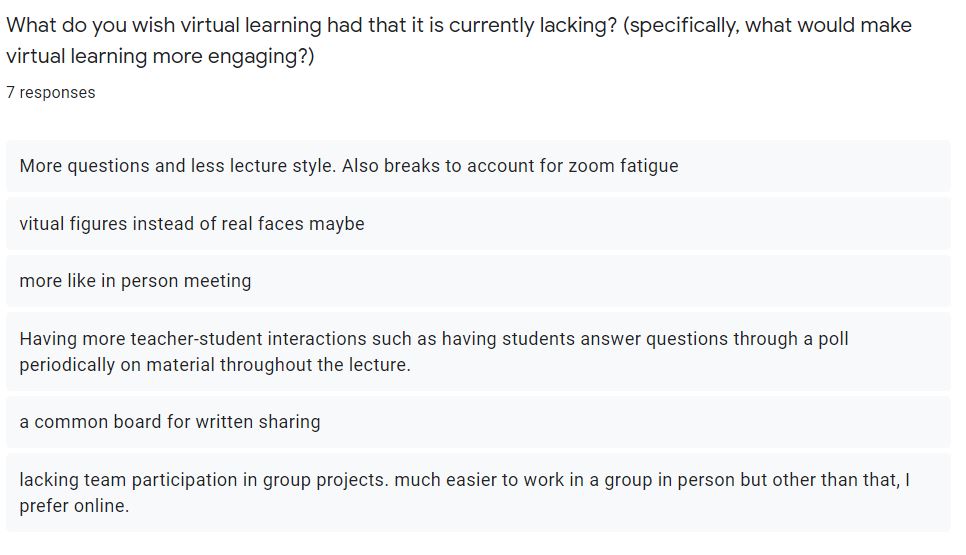 What do you wish virtual learning had that it is currently lacking? (specifically, what would make
virtual learning more engaging?)
7 responses
More questions and less lecture style. Also breaks to account for zoom fatigue
vitual figures instead of real faces maybe
more like in person meeting
Having more teacher-student interactions such as having students answer questions through a poll
periodically on material throughout the lecture.
a common board for written sharing
lacking team participation in group projects. much easier to work in a group in person but other than that, I
prefer online.